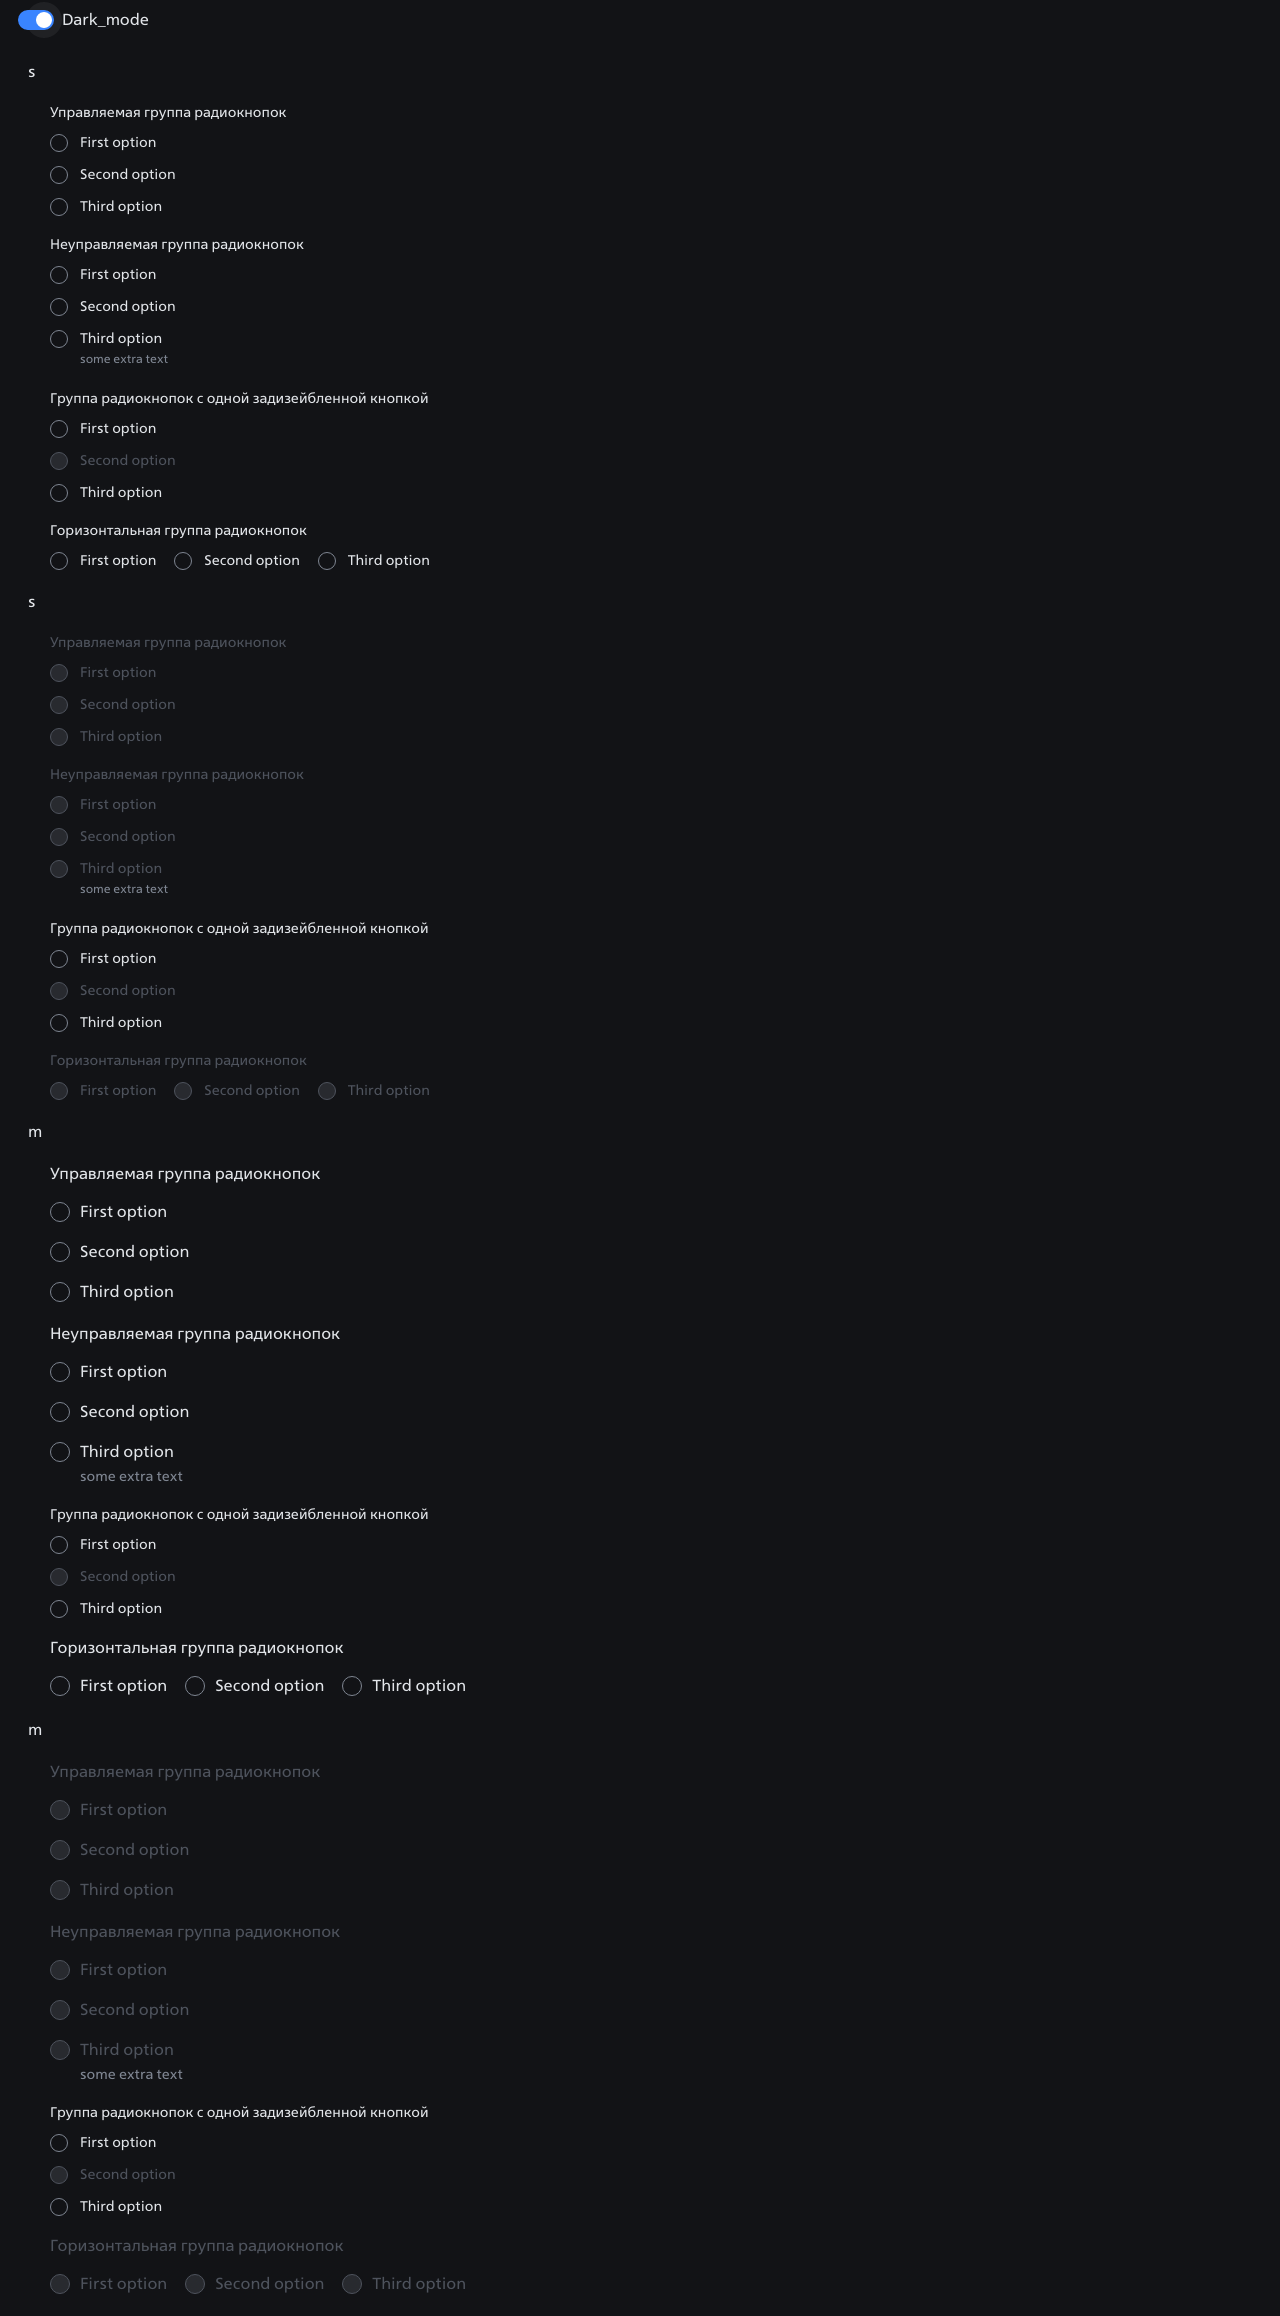 Dark_mode
s
Управляемая группа радиокнопок
First option
Second option
Third option
Неуправляемая группа радиокнопок
First option
Second option
Third option
some extra text
Группа радиокнопок с одной задизейбленной кнопкой
First option
Second option
Third option
Горизонтальная группа радиокнопок
First option Second option Third option
s
Управляемая группа радиокнопок
First option
Second option
Third option
Неуправляемая группа радиокнопок
First option
Second option
Third option
some extra text
Группа радиокнопок с одной задизейбленной кнопкой
First option
Second option
Third option
Горизонтальная группа радиокнопок
First option Second option Third option
m
Управляемая группа радиокнопок
First option
Second option
Third option
Неуправляемая группа радиокнопок
First option
Second option
Third option
some extra text
Группа радиокнопок с одной задизейбленной кнопкой
First option
Second option
Third option
Горизонтальная группа радиокнопок
First option Second option Third option
m
Управляемая группа радиокнопок
First option
Second option
Third option
Неуправляемая группа радиокнопок
First option
Second option
Third option
some extra text
Группа радиокнопок с одной задизейбленной кнопкой
First option
Second option
Third option
Горизонтальная группа радиокнопок
First option Second option Third option